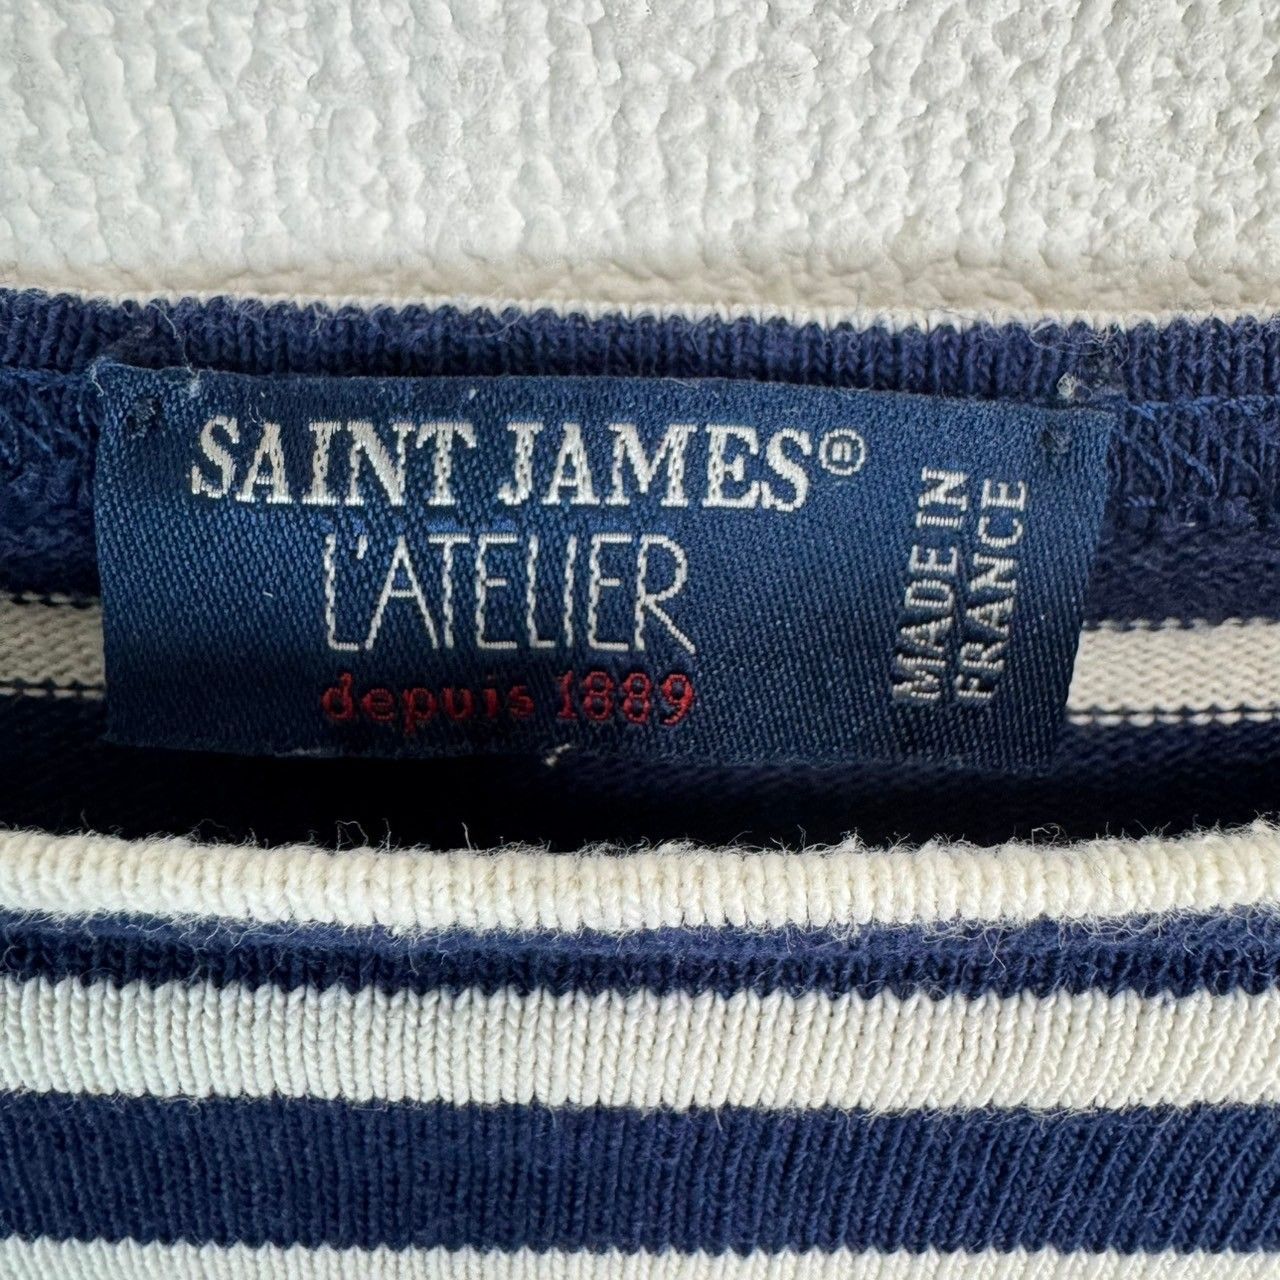 SAINT JAMES®
L'ATELIER
depuis 1889
MADE IN
FRANCE